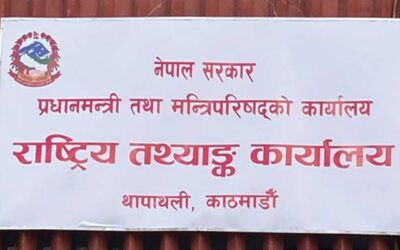 नेपाल सरकार
प्रधानमन्त्री तथा मन्त्रिपरिषद्को कार्यालय
राष्ट्रिय तथ्याङ्क कार्यालय
थापाथली, काठमाडौँ